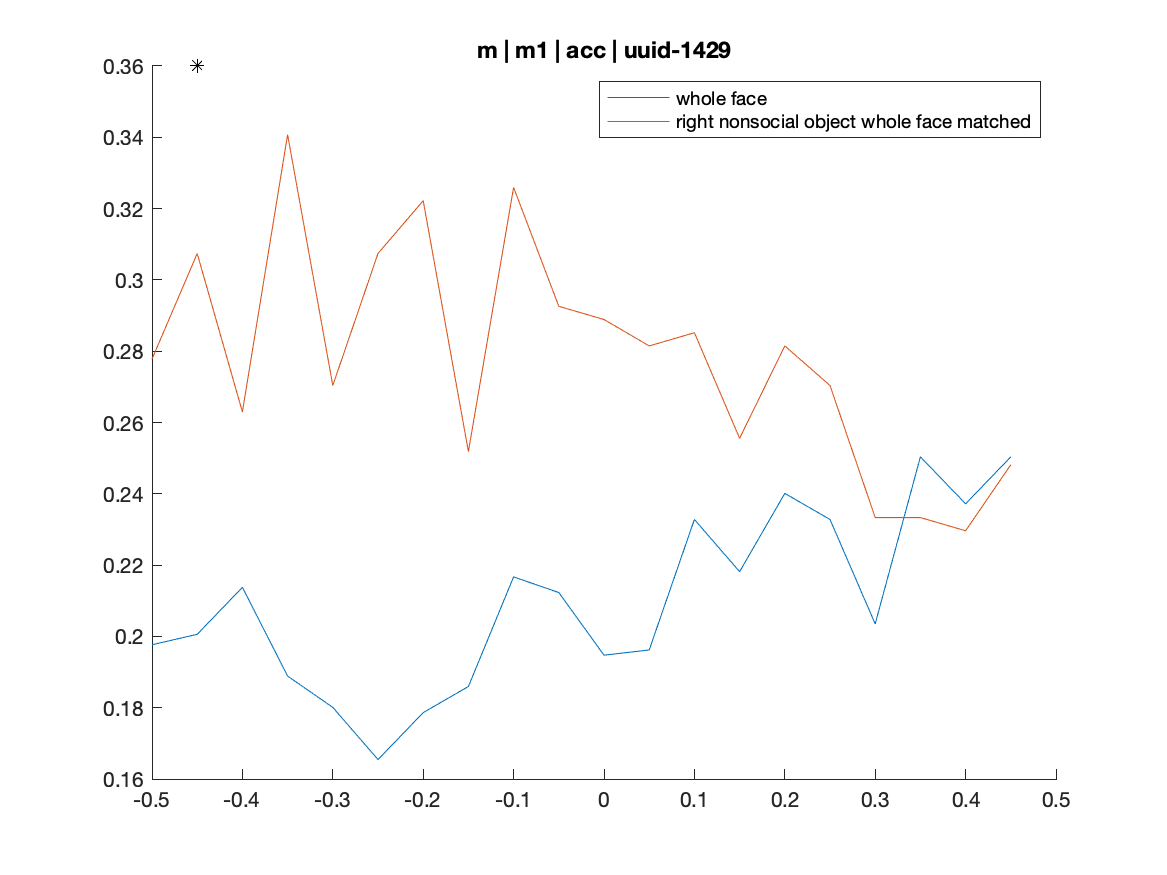 m | m1 | acc | uuid-1429
whole face
right nonsocial object whole face matched
0.36
0.34
0.32
0.3
0.28
0.26
0.24
0.22
0.2
0.18
0.16
-0.5 -0.4 -0.3 -0.2 -0.1 0 0.1 0.2 0.3 0.4 0.5